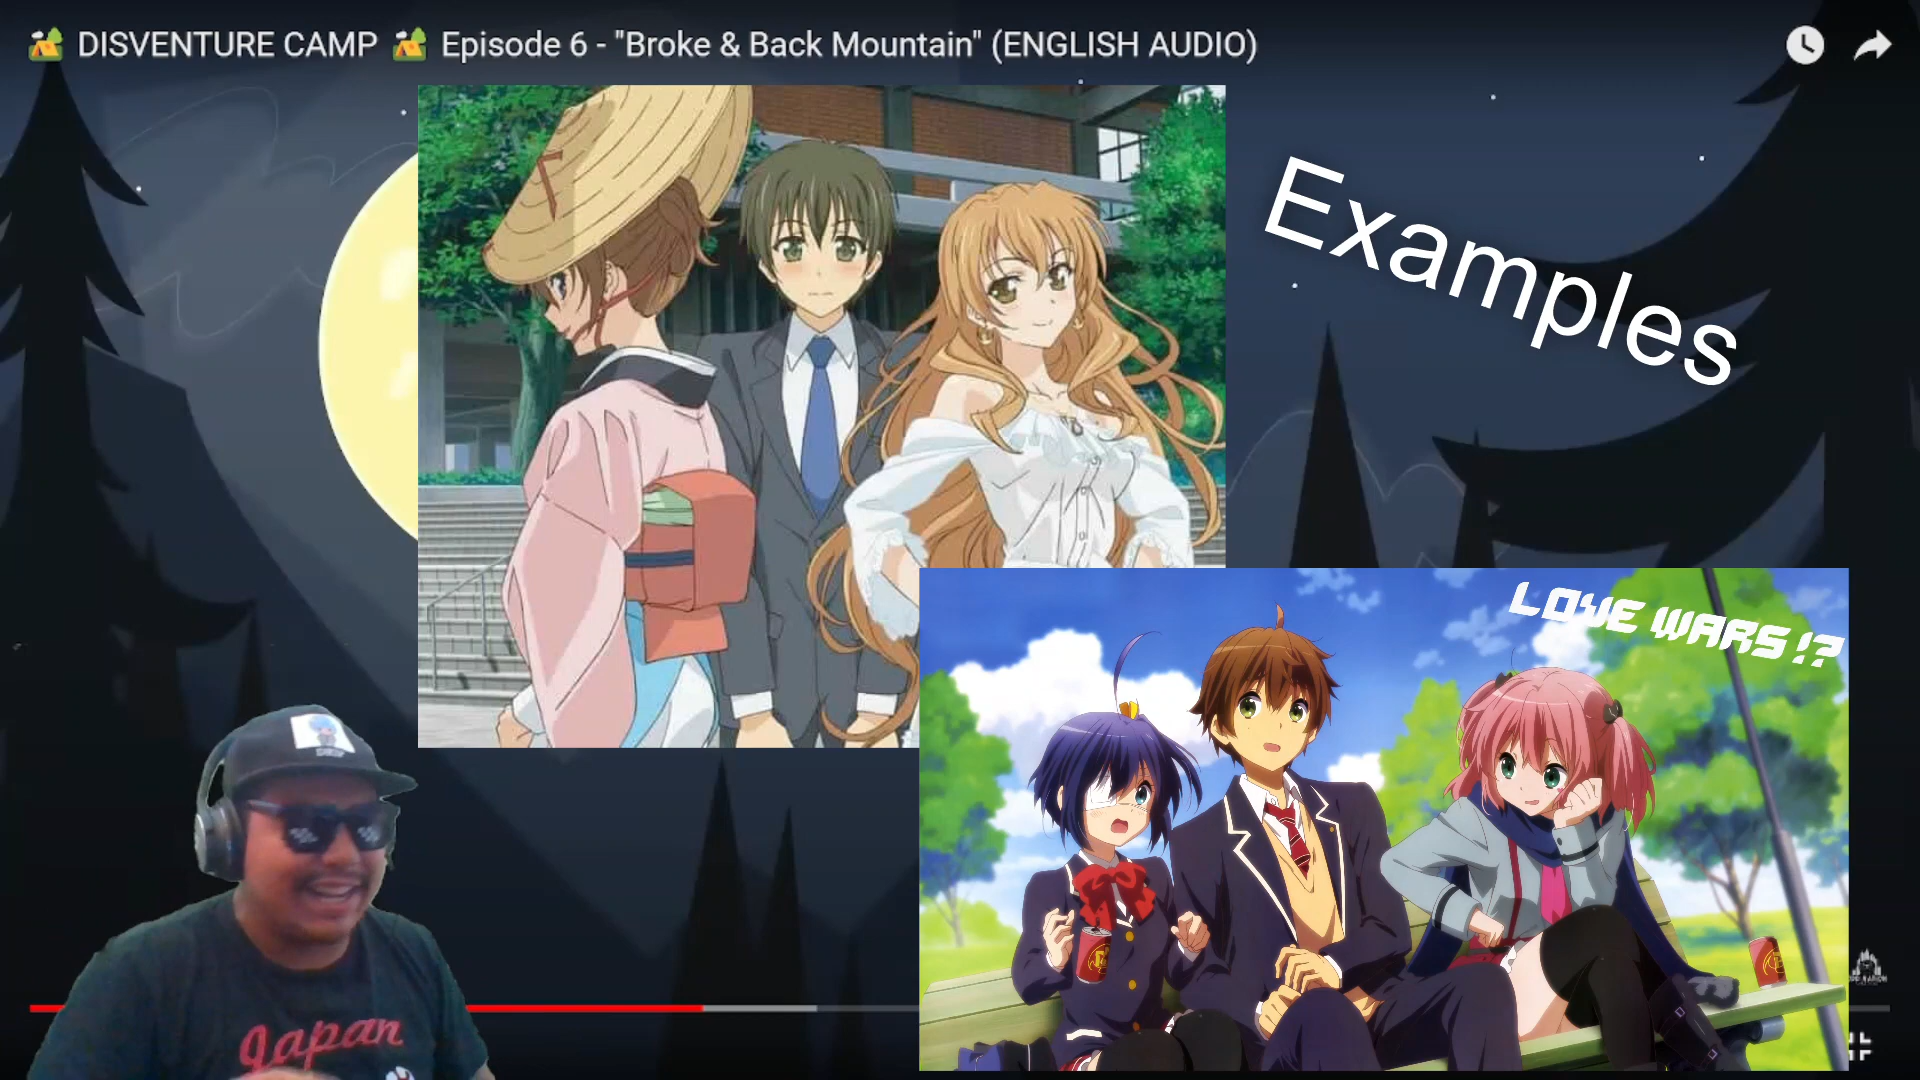 DISVENTURE CAMP Episode 6 - "Broke & Back Mountain" (ENGLISH AUDIO)
Examples
LOVE WARS!?
Japan